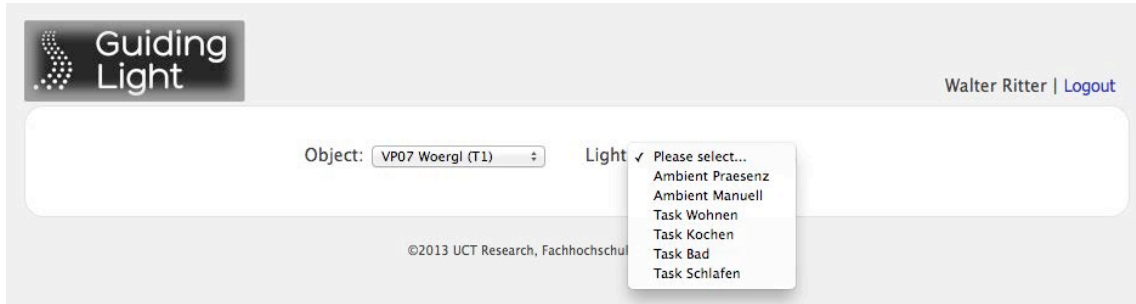 Guiding
Light
Walter Ritter | Logout
Object: VP07 Woergl (T1) Light ✓ Please select...
Ambient Praesenz
Ambient Manuell
Task Wohnen
Task Kochen
Task Bad
Task Schlafen
©2013 UCT Research, Fachhochschul